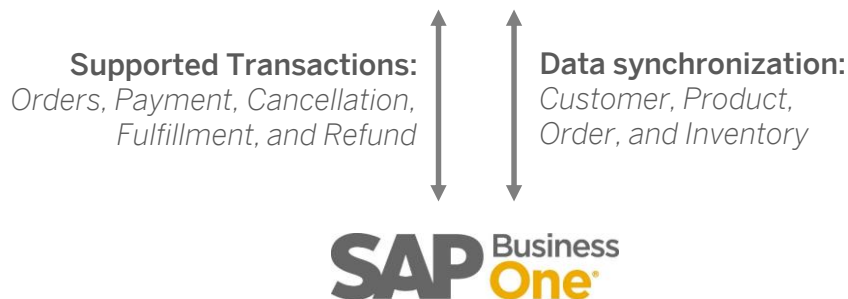 Supported Transactions:
Orders, Payment, Cancellation,
Fulfillment, and Refund
Data synchronization:
Customer, Product,
Order, and Inventory
SAP Business
One®